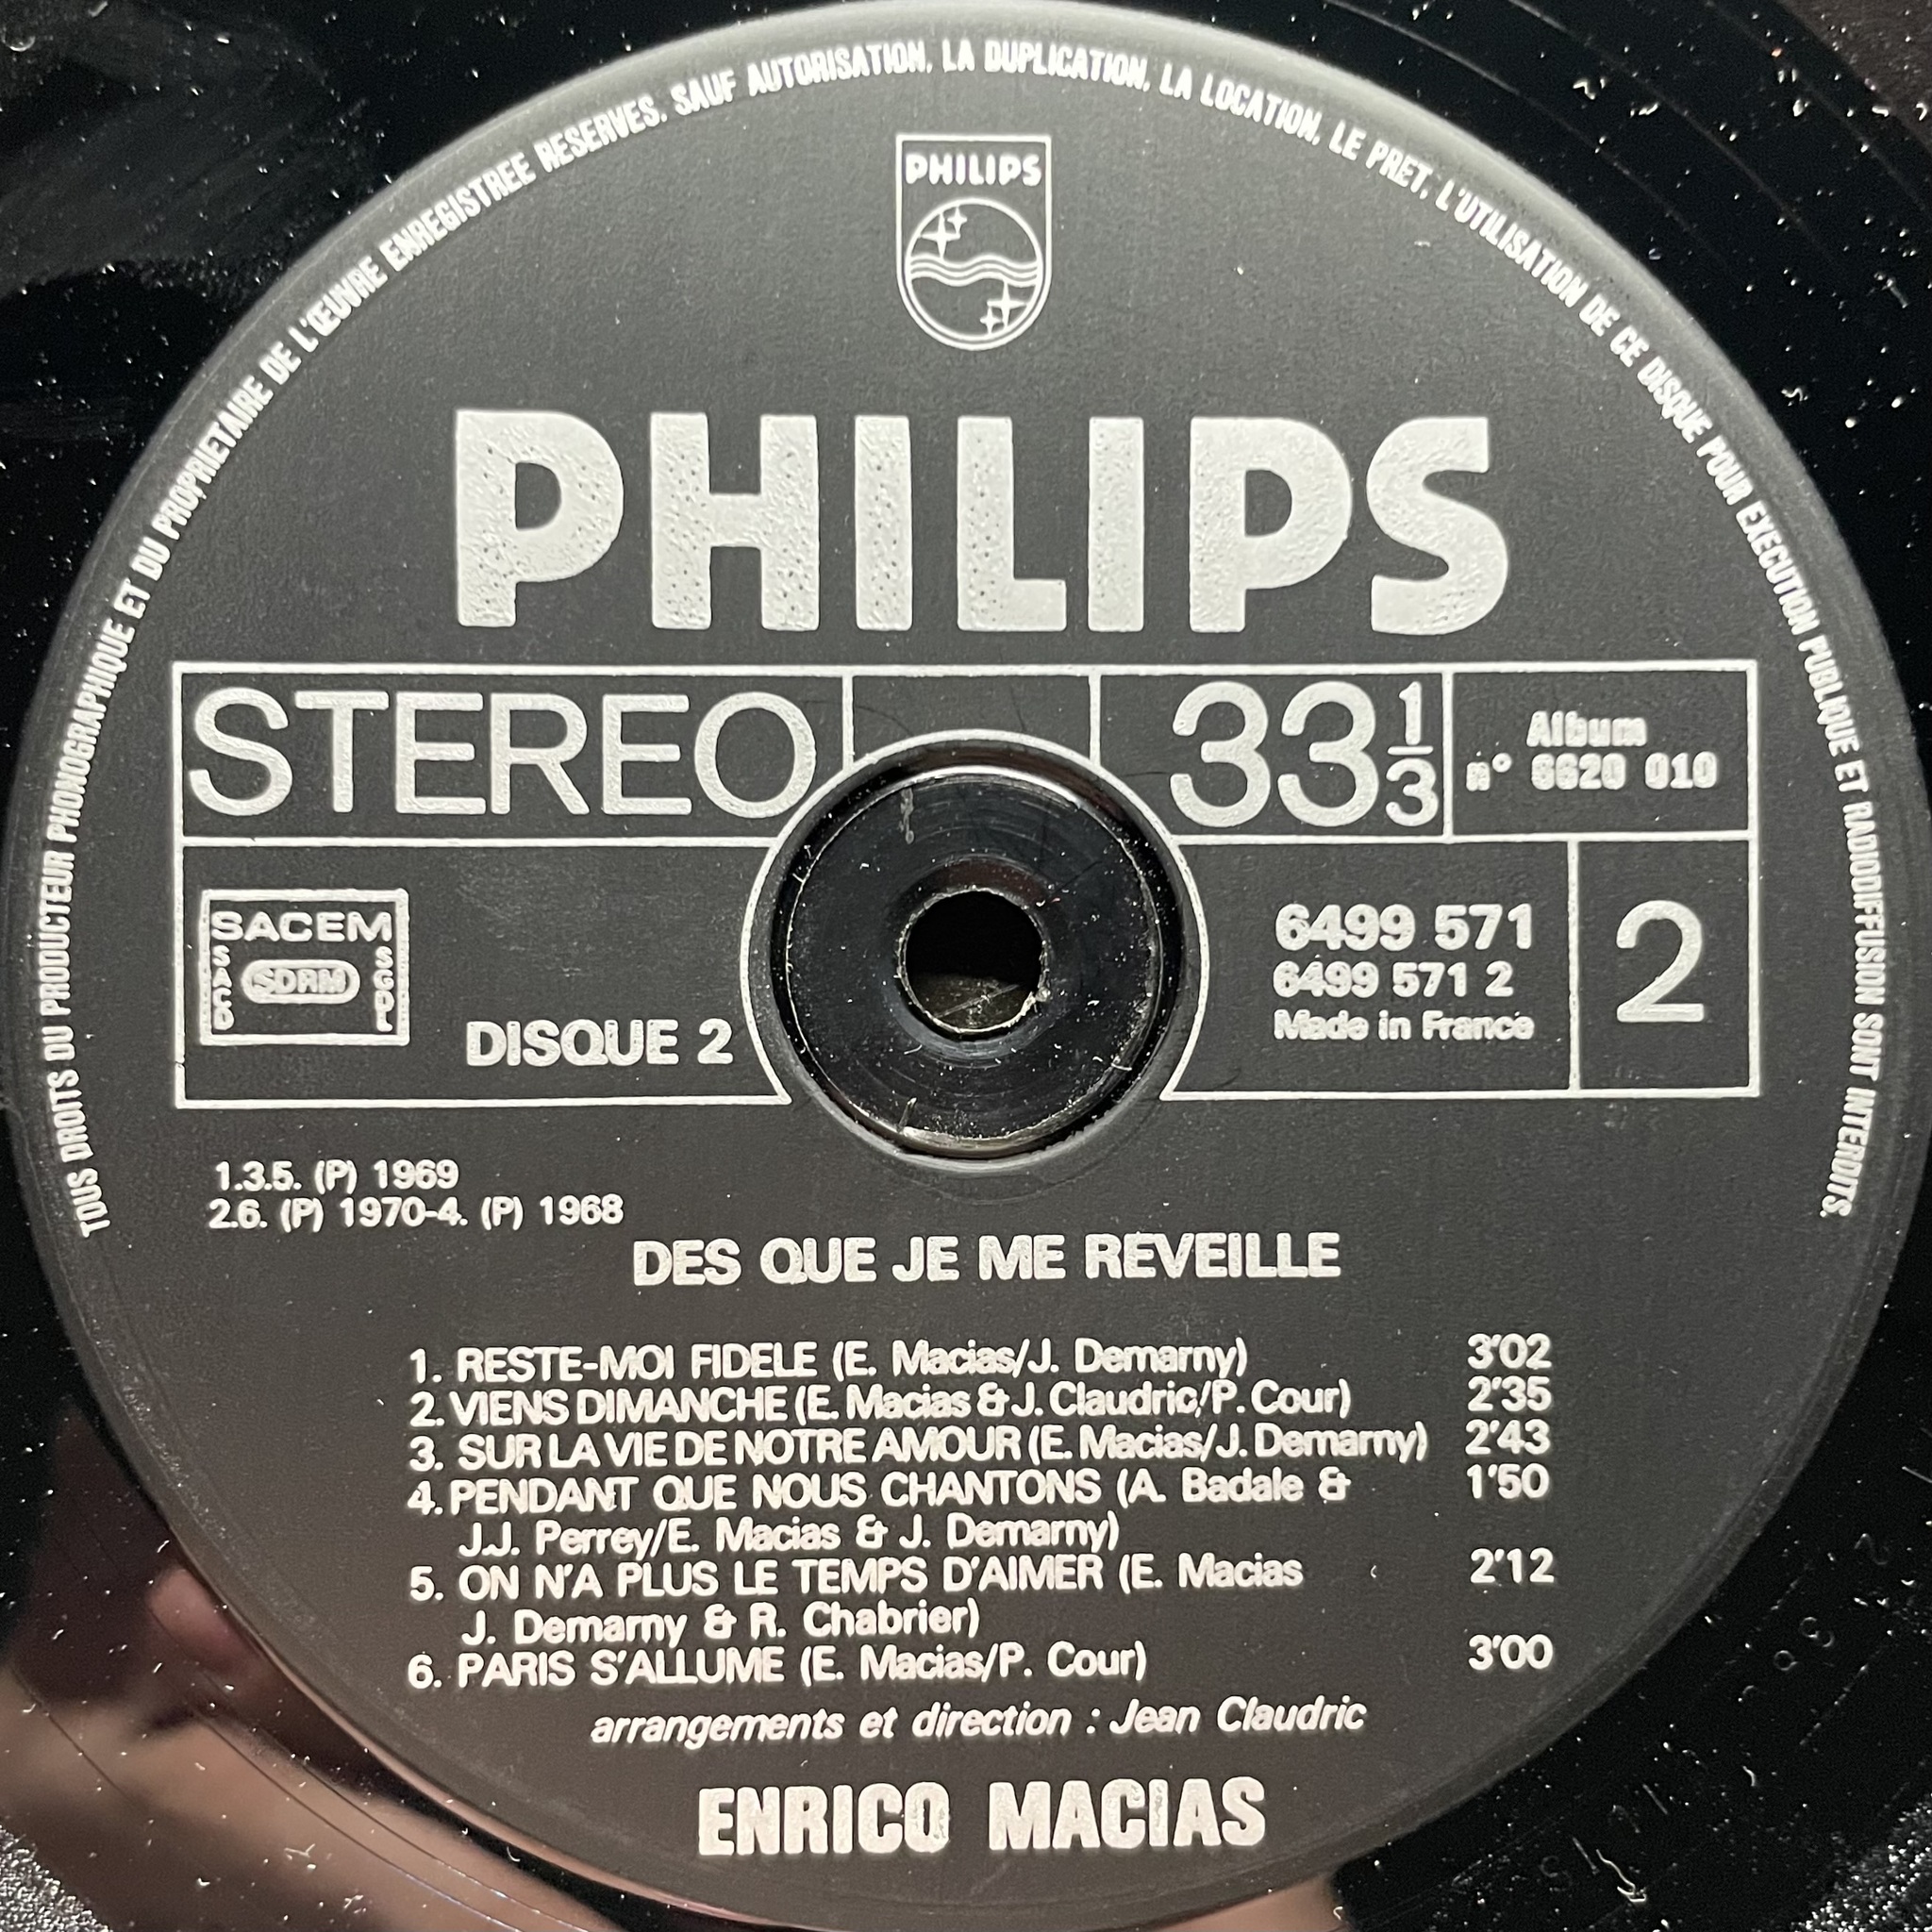 TOUS DROITS DU PRODUCTEUR PHONOGRAPHIQUE ET DU PROPRIETAIRE DE L'ŒUVRE ENREGISTREE RESERVES. SAUF AUTORISATION, LA DUPLICATION, LA LOCATION, LE PRET, L'UTILISATION DE CE DISQUE POUR EXECUTION PUBLIQUE ET RADIODIFFUSION SONT INTERDITS.
PHILIPS
PHILIPS
STEREO
33 1/3
Album
n° 6620 010
SACEM
SACD
SDRM
SGDL
DISQUE 2
6499 571
6499 571 2
Made in France
2
1.3.5. (P) 1969
2.6. (P) 1970-4. (P) 1968
DES QUE JE ME REVEILLE
1. RESTE-MOI FIDELE (E. Macias/J. Demarny) 3'02
2. VIENS DIMANCHE (E. Macias & J. Claudric/P. Cour) 2'35
3. SUR LA VIE DE NOTRE AMOUR (E. Macias/J. Demarny) 2'43
4. PENDANT QUE NOUS CHANTONS (A. Badale & 1'50
J.J. Perrey/E. Macias & J. Demarny)
5. ON N'A PLUS LE TEMPS D'AIMER (E. Macias 2'12
J. Demarny & R. Chabrier)
6. PARIS S'ALLUME (E. Macias/P. Cour) 3'00
arrangements et direction : Jean Claudric
ENRICO MACIAS